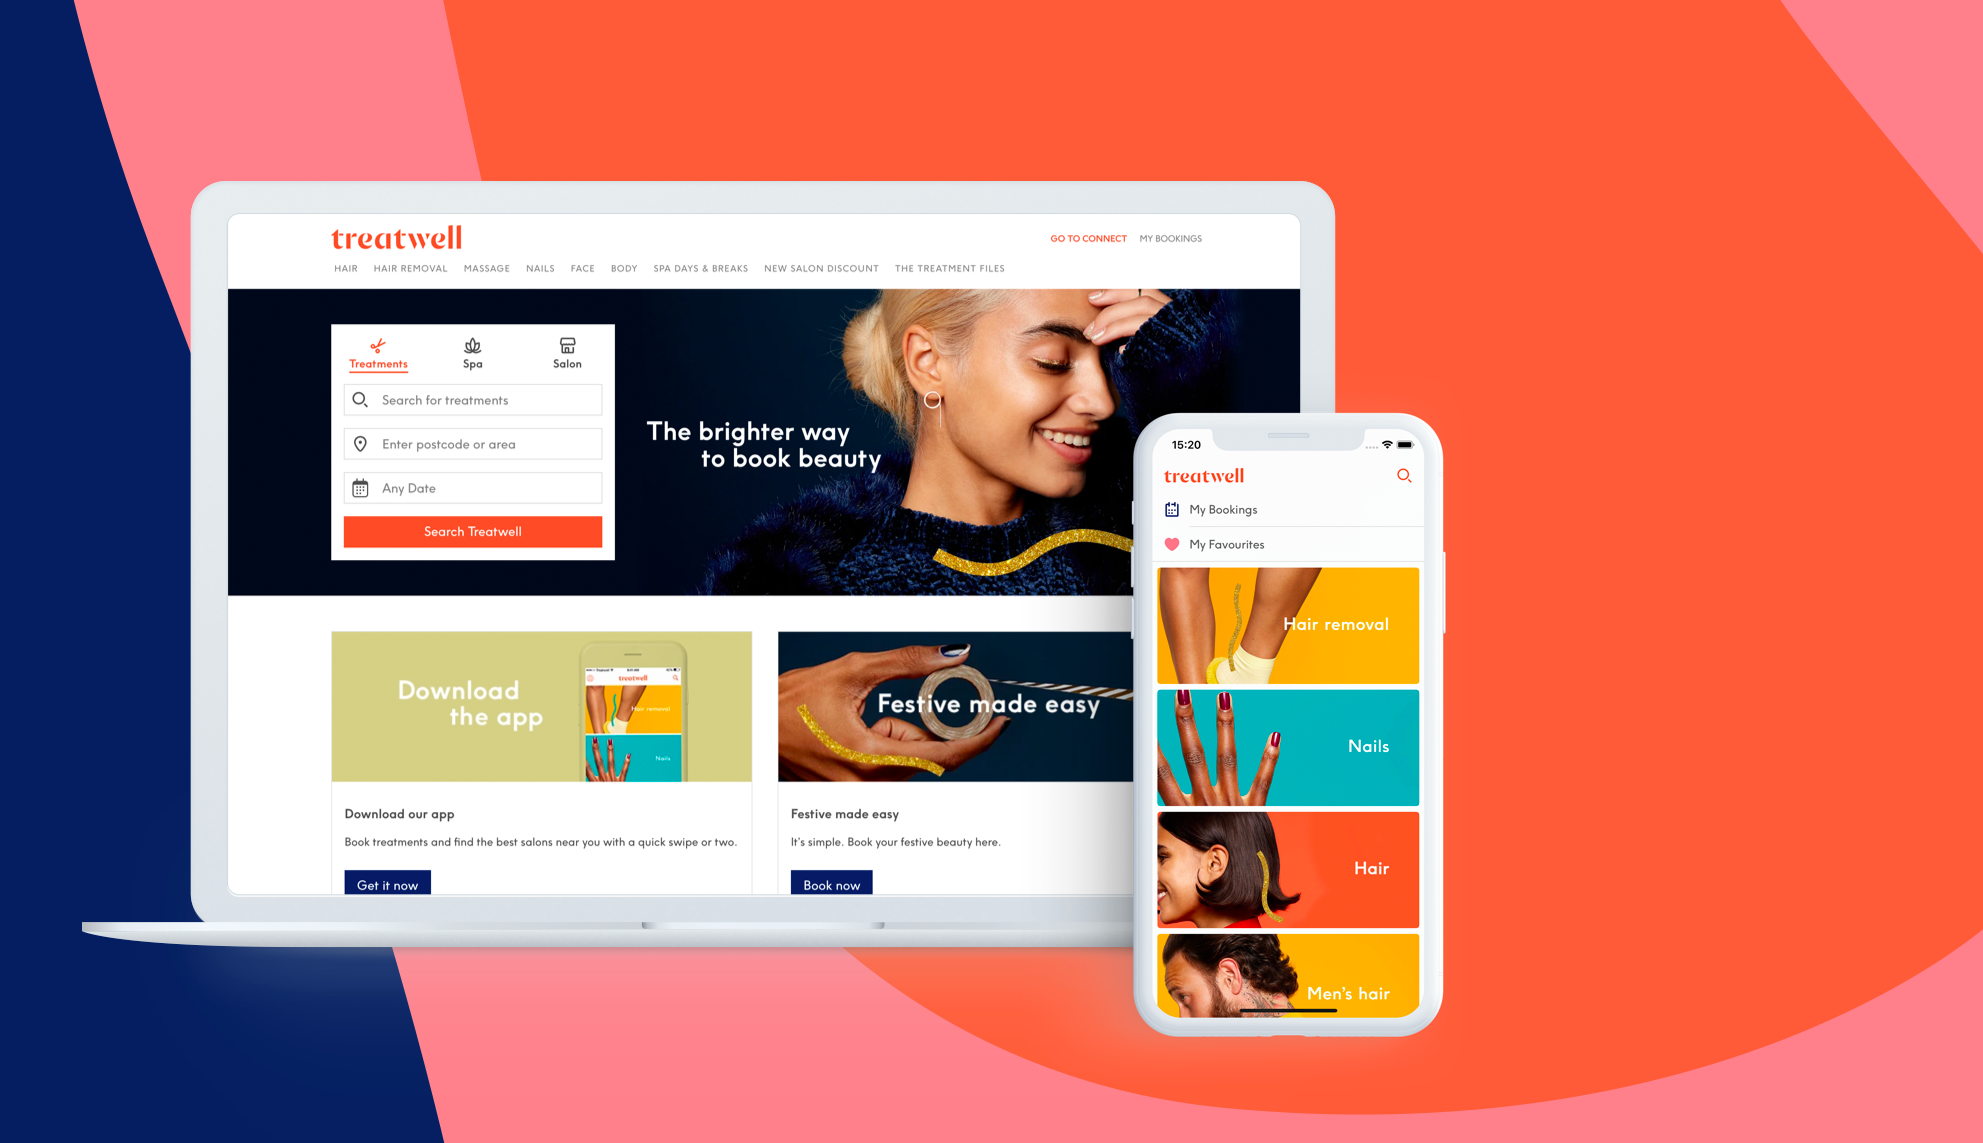 treatwell
GO TO CONNECT MY BOOKINGS
HAIR HAIR REMOVAL MASSAGE NAILS FACE BODY SPA DAYS & BREAKS NEW SALON DISCOUNT THE TREATMENT FILES
Treatments Spa Salon
Search for treatments
Enter postcode or area
Any Date
Search Treatwell
The brighter way
to book beauty
Download
the app
treatwell
Hair removal
Nails
Festive made easy
Download our app
Book treatments and find the best salons near you with a quick swipe or two.
Get it now
Festive made easy
It's simple. Book your festive beauty here.
Book now
15:20
treatwell
My Bookings
My Favourites
Hair removal
Nails
Hair
Men's hair